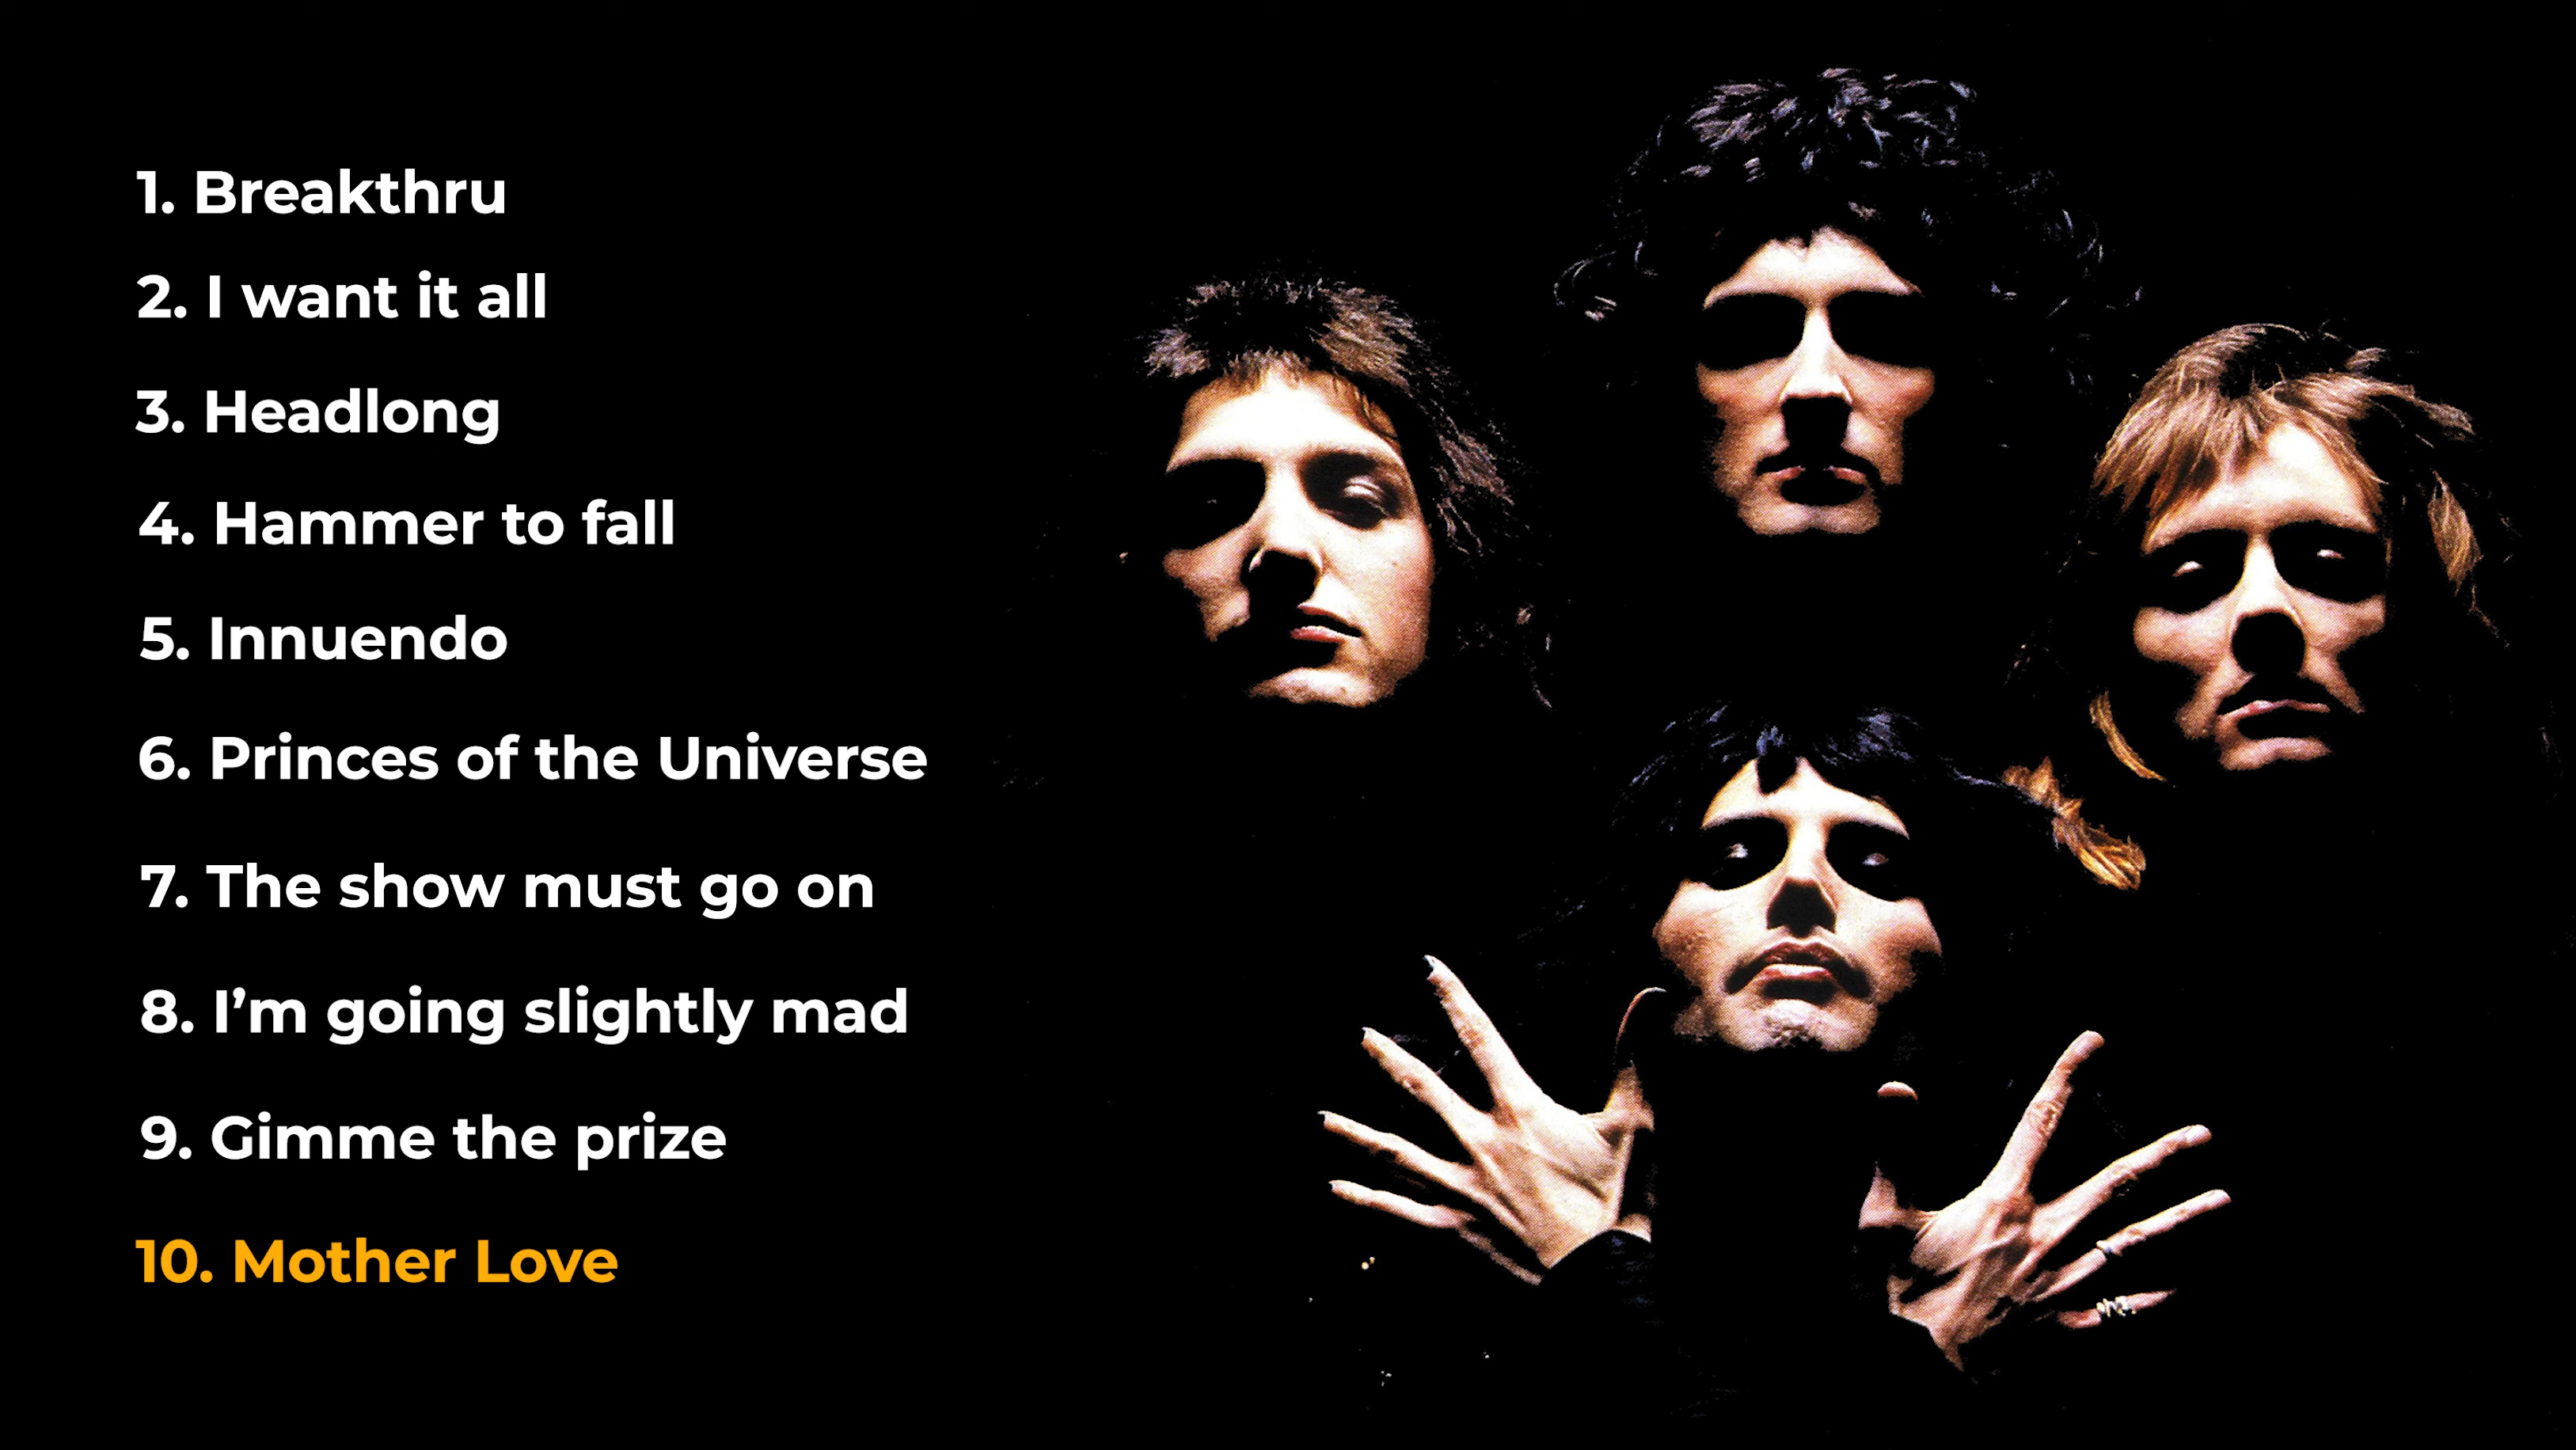 1. Breakthru
2. I want it all
3. Headlong
4. Hammer to fall
5. Innuendo
6. Princes of the Universe
7. The show must go on
8. I’m going slightly mad
9. Gimme the prize
10. Mother Love